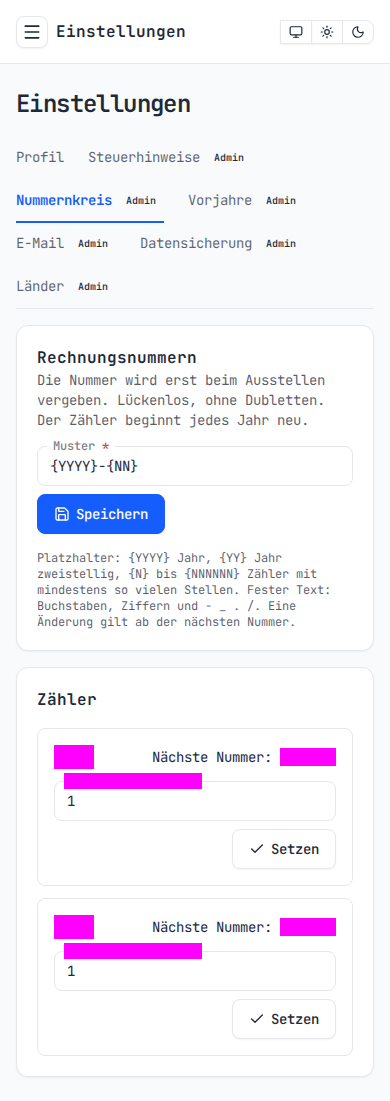 Einstellungen
Einstellungen
Profil Steuerhinweise Admin
Nummernkreis Admin Vorjahre Admin
E-Mail Admin Datensicherung Admin
Länder Admin
Rechnungsnummern
Die Nummer wird erst beim Ausstellen
vergeben. Lückenlos, ohne Dubletten.
Der Zähler beginnt jedes Jahr neu.
Muster *
{YYYY}-{NN}
Speichern
Platzhalter: {YYYY} Jahr, {YY} Jahr
zweistellig, {N} bis {NNNNNN} Zähler mit
mindestens so vielen Stellen. Fester Text:
Buchstaben, Ziffern und - _ . /. Eine
Änderung gilt ab der nächsten Nummer.
Zähler
Nächste Nummer:
1
Setzen
Nächste Nummer:
1
Setzen